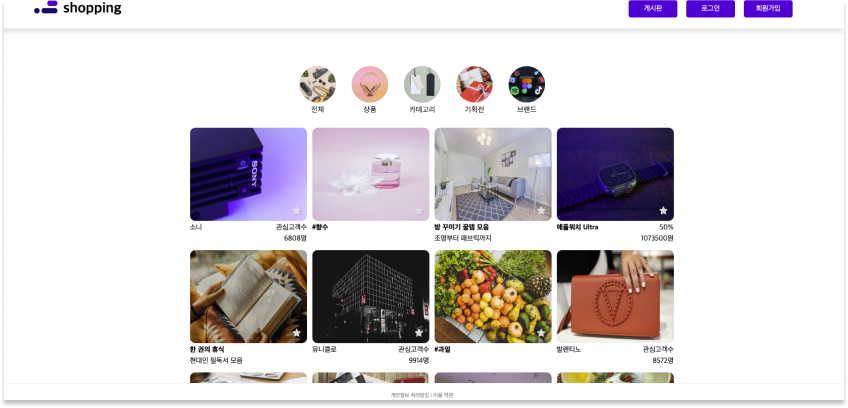 shopping
게시판
로그인
회원가입
전체
상품
카테고리
기획전
브랜드
SONY
소니 관심고객수
6808명
#향수
방 꾸미기 꿀템 모음
조명부터 패브릭까지
애플워치 Ultra 50%
1073500원
한 권의 휴식
현대인 필독서 모음
유니클로 관심고객수
9914명
#과일
발렌티노 관심고객수
8572명
개인정보 처리방침 | 이용 약관